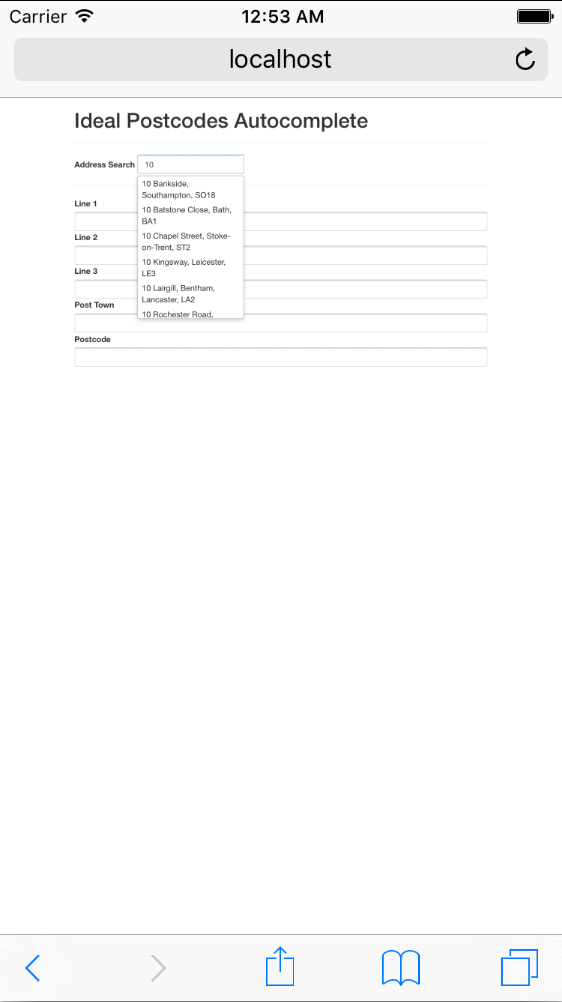 Carrier 12:53 AM
localhost
Ideal Postcodes Autocomplete
Address Search 10
10 Bankside,
Southampton, SO18
10 Batstone Close, Bath,
BA1
10 Chapel Street, Stoke-
on-Trent, ST2
10 Kingsway, Leicester,
LE3
10 Lairgill, Bentham,
Lancaster, LA2
10 Rochester Road,
Line 1
Line 2
Line 3
Post Town
Postcode